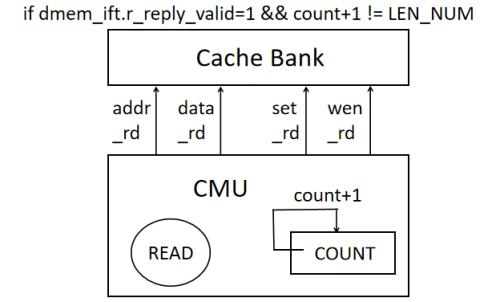 if dmem_ift.r_reply_valid=1 && count+1 != LEN_NUM
Cache Bank
addr data set wen
_rd _rd _rd _rd
CMU
count+1
READ
COUNT